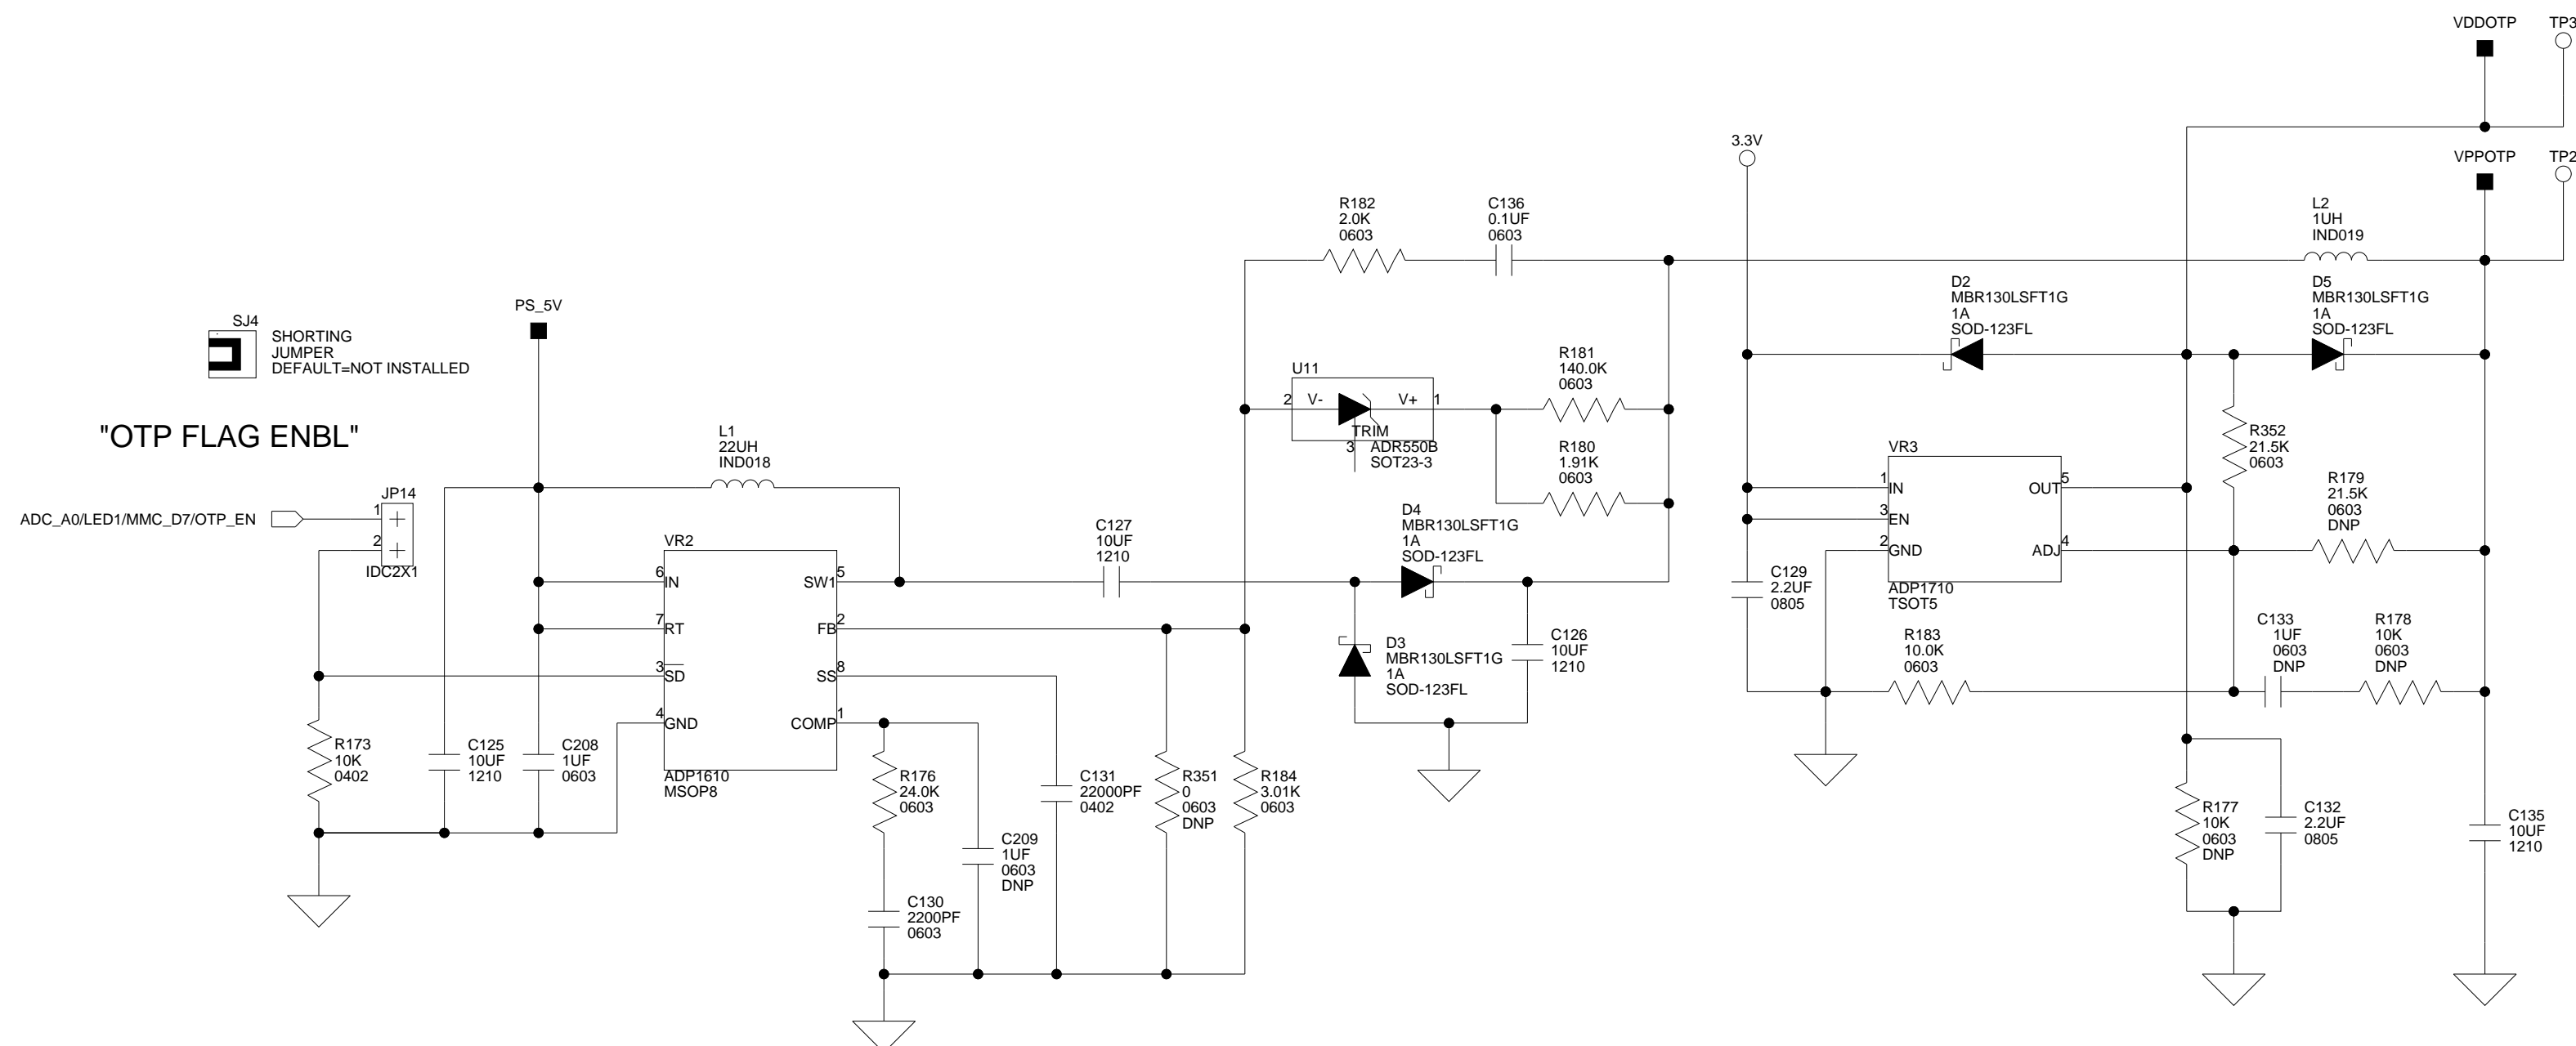 VDDOTP
TP3
VPPOTP
TP2
3.3V
R182
2.0K
0603
C136
0.1UF
0603
L2
1UH
IND019
D2
MBR130LSFT1G
1A
SOD-123FL
D5
MBR130LSFT1G
1A
SOD-123FL
PS_5V
SJ4
SHORTING
JUMPER
DEFAULT=NOT INSTALLED
"OTP FLAG ENBL"
U11
2 V- V+ 1
TRIM
3
ADR550B
SOT23-3
R181
140.0K
0603
R180
1.91K
0603
L1
22UH
IND018
JP14
1
2
IDC2X1
ADC_A0/LED1/MMC_D7/OTP_EN
VR2
6 IN
7 RT
3 SD
4 GND
SW1 5
FB 2
SS 8
COMP 1
ADP1610
MSOP8
C127
10UF
1210
D4
MBR130LSFT1G
1A
SOD-123FL
D3
MBR130LSFT1G
1A
SOD-123FL
C126
10UF
1210
VR3
1 IN
3 EN
2 GND
OUT 5
ADJ 4
ADP1710
TSOT5
R352
21.5K
0603
R179
21.5K
0603
DNP
C129
2.2UF
0805
R183
10.0K
0603
C133
1UF
0603
DNP
R178
10K
0603
DNP
R173
10K
0402
C125
10UF
1210
C208
1UF
0603
R176
24.0K
0603
C209
1UF
0603
DNP
C130
2200PF
0603
C131
22000PF
0402
R351
0
0603
DNP
R184
3.01K
0603
R177
10K
0603
DNP
C132
2.2UF
0805
C135
10UF
1210